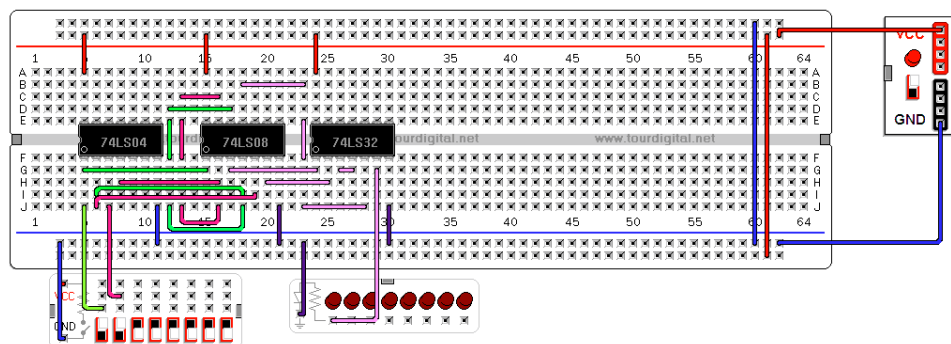 1 10 15 20 25 30 35 40 45 50 55 60 64
A A
B B
C C
D D
E E
74LS04 74LS08 74LS32
tourdigital.net www.tourdigital.net
F F
G G
H H
I I
J J
1 10 15 20 25 30 35 40 45 50 55 60 64
VCC
GND
VCC
GND